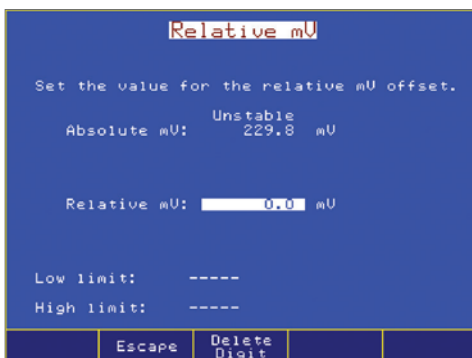 Relative mV
Set the value for the relative mV offset.
Unstable
Absolute mV: 229.8 mV
Relative mV: 0.0 mV
Low limit: -----
High limit: -----
Escape
Delete
Digit